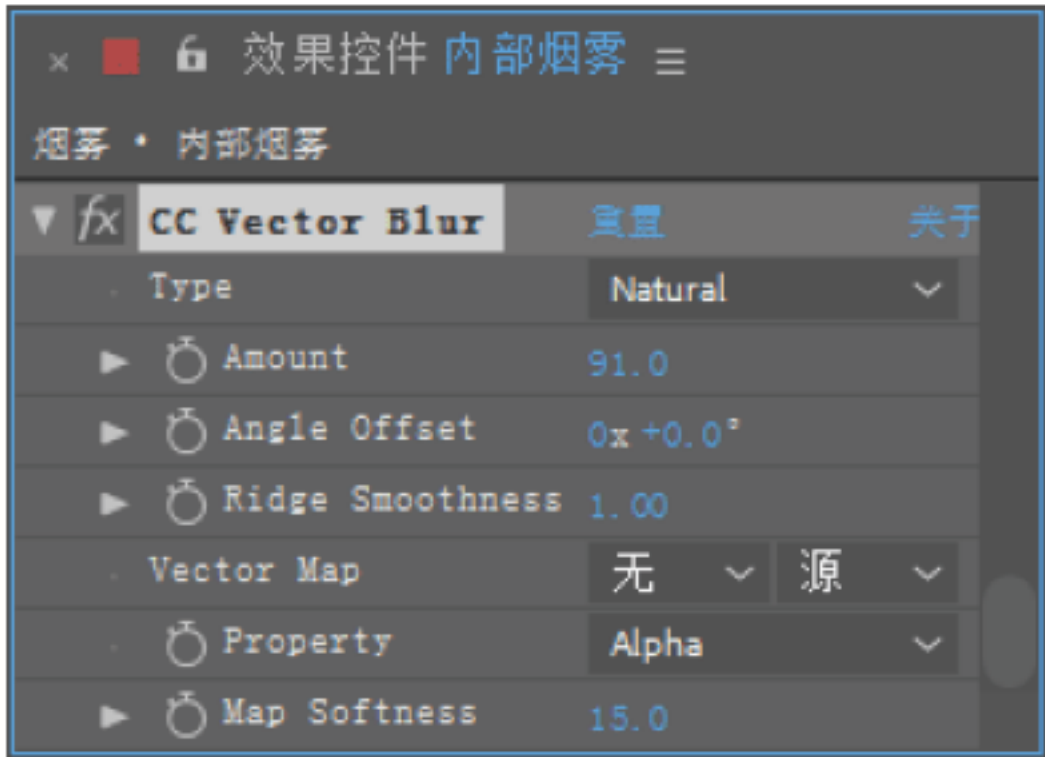 × 效果控件 内部烟雾 ≡
烟雾 · 内部烟雾
fx CC Vector Blur 重置 关于
Type Natural
Amount 91.0
Angle Offset 0x +0.0°
Ridge Smoothness 1.00
Vector Map 无 源
Property Alpha
Map Softness 15.0